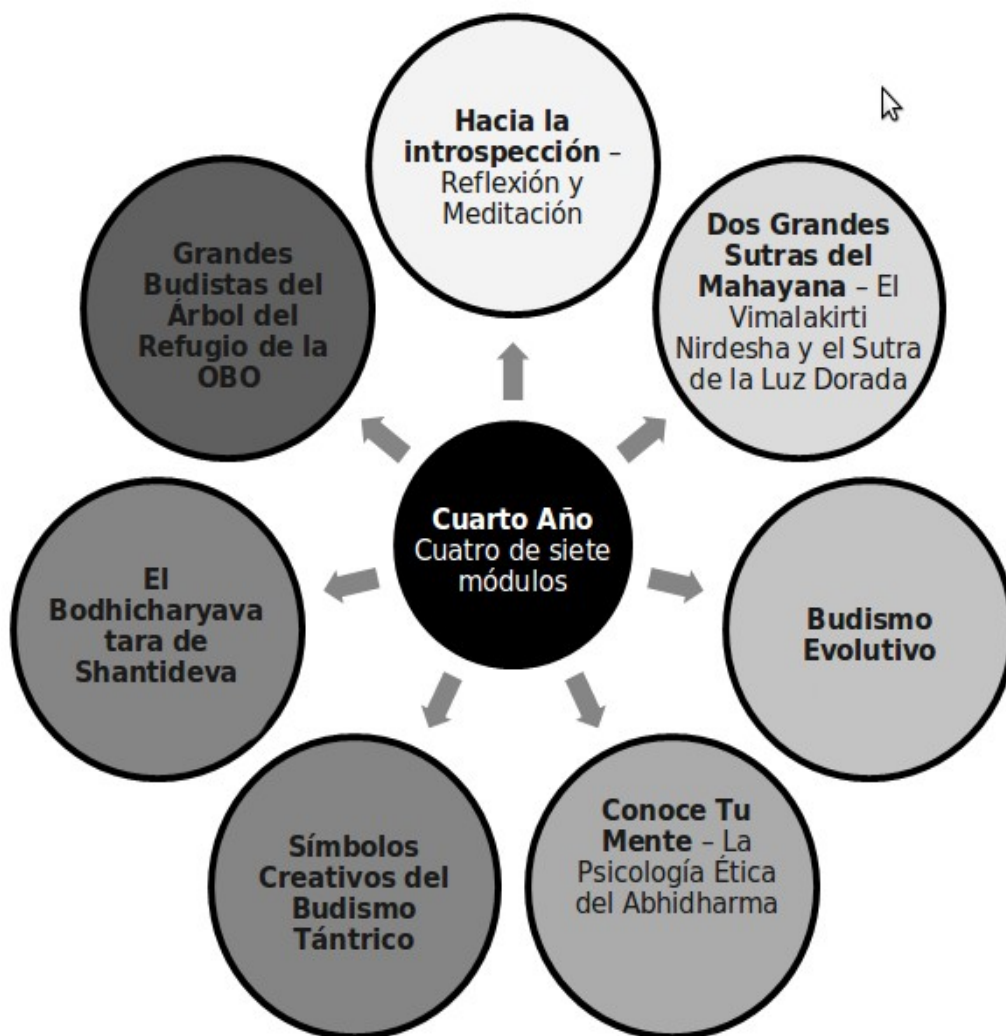 Hacia la
introspección –
Reflexión y
Meditación
Dos Grandes
Sutras del
Mahayana – El
Vimalakirti
Nirdesha y el Sutra
de la Luz Dorada
Budismo
Evolutivo
Conoce Tu
Mente – La
Psicología Ética
del Abhidharma
Símbolos
Creativos del
Budismo
Tántrico
El
Bodhicharyava
tara de
Shantideva
Grandes
Budistas del
Árbol del
Refugio de la
OBO
Cuarto Año
Cuatro de siete
módulos